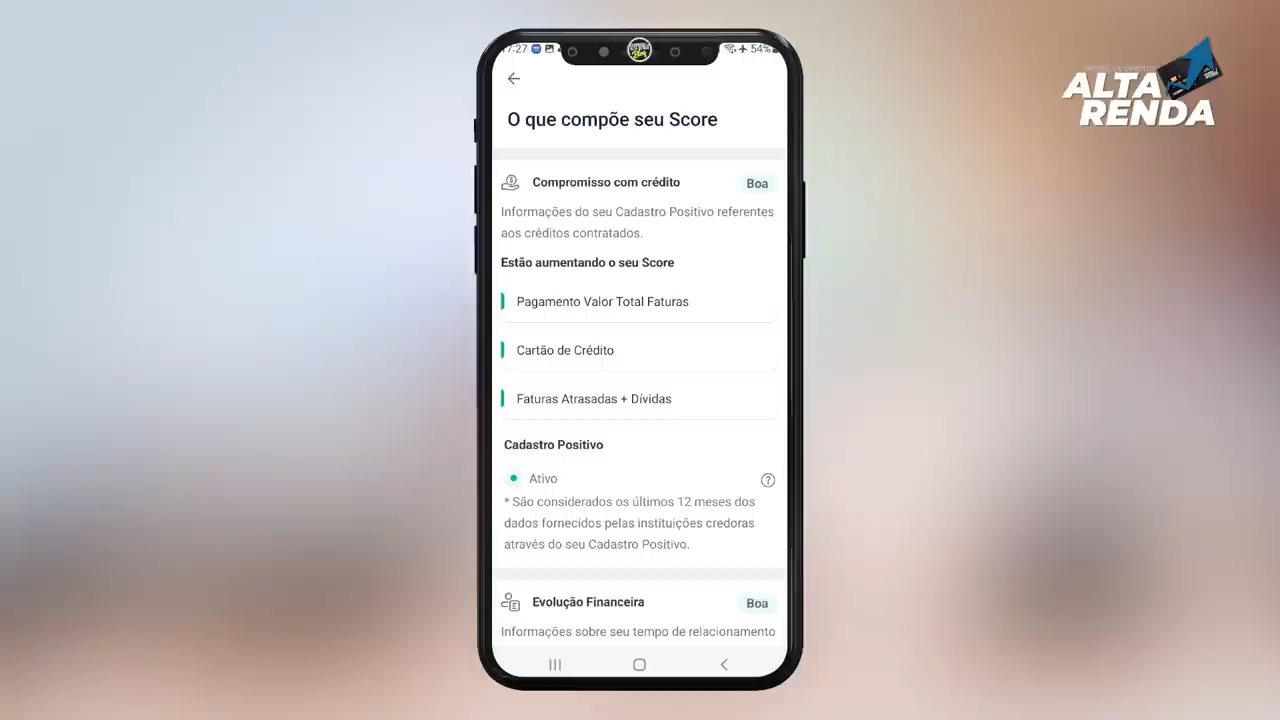 17:27
54%
ALTA
RENDA
O que compõe seu Score
Compromisso com crédito
Boa
Informações do seu Cadastro Positivo referentes
aos créditos contratados.
Estão aumentando o seu Score
Pagamento Valor Total Faturas
Cartão de Crédito
Faturas Atrasadas + Dívidas
Cadastro Positivo
Ativo
* São considerados os últimos 12 meses dos
dados fornecidos pelas instituições credoras
através do seu Cadastro Positivo.
Evolução Financeira
Boa
Informações sobre seu tempo de relacionamento